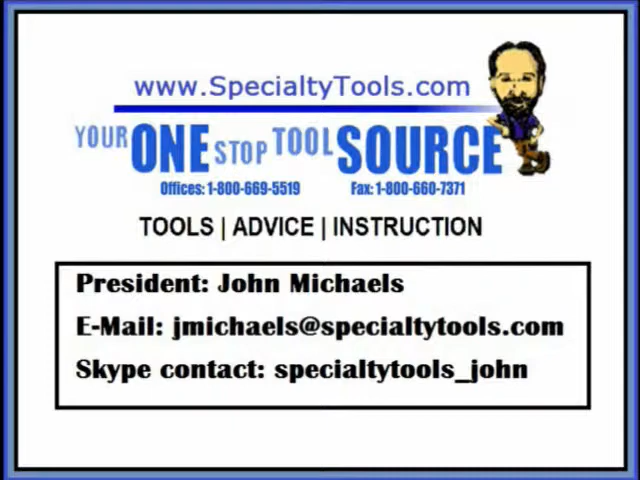 www.SpecialtyTools.com
YOUR ONE STOP TOOL SOURCE
Offices: 1-800-669-5519 Fax: 1-800-660-7371
TOOLS | ADVICE | INSTRUCTION
President: John Michaels
E-Mail: jmichaels@specialtytools.com
Skype contact: specialtytools_john